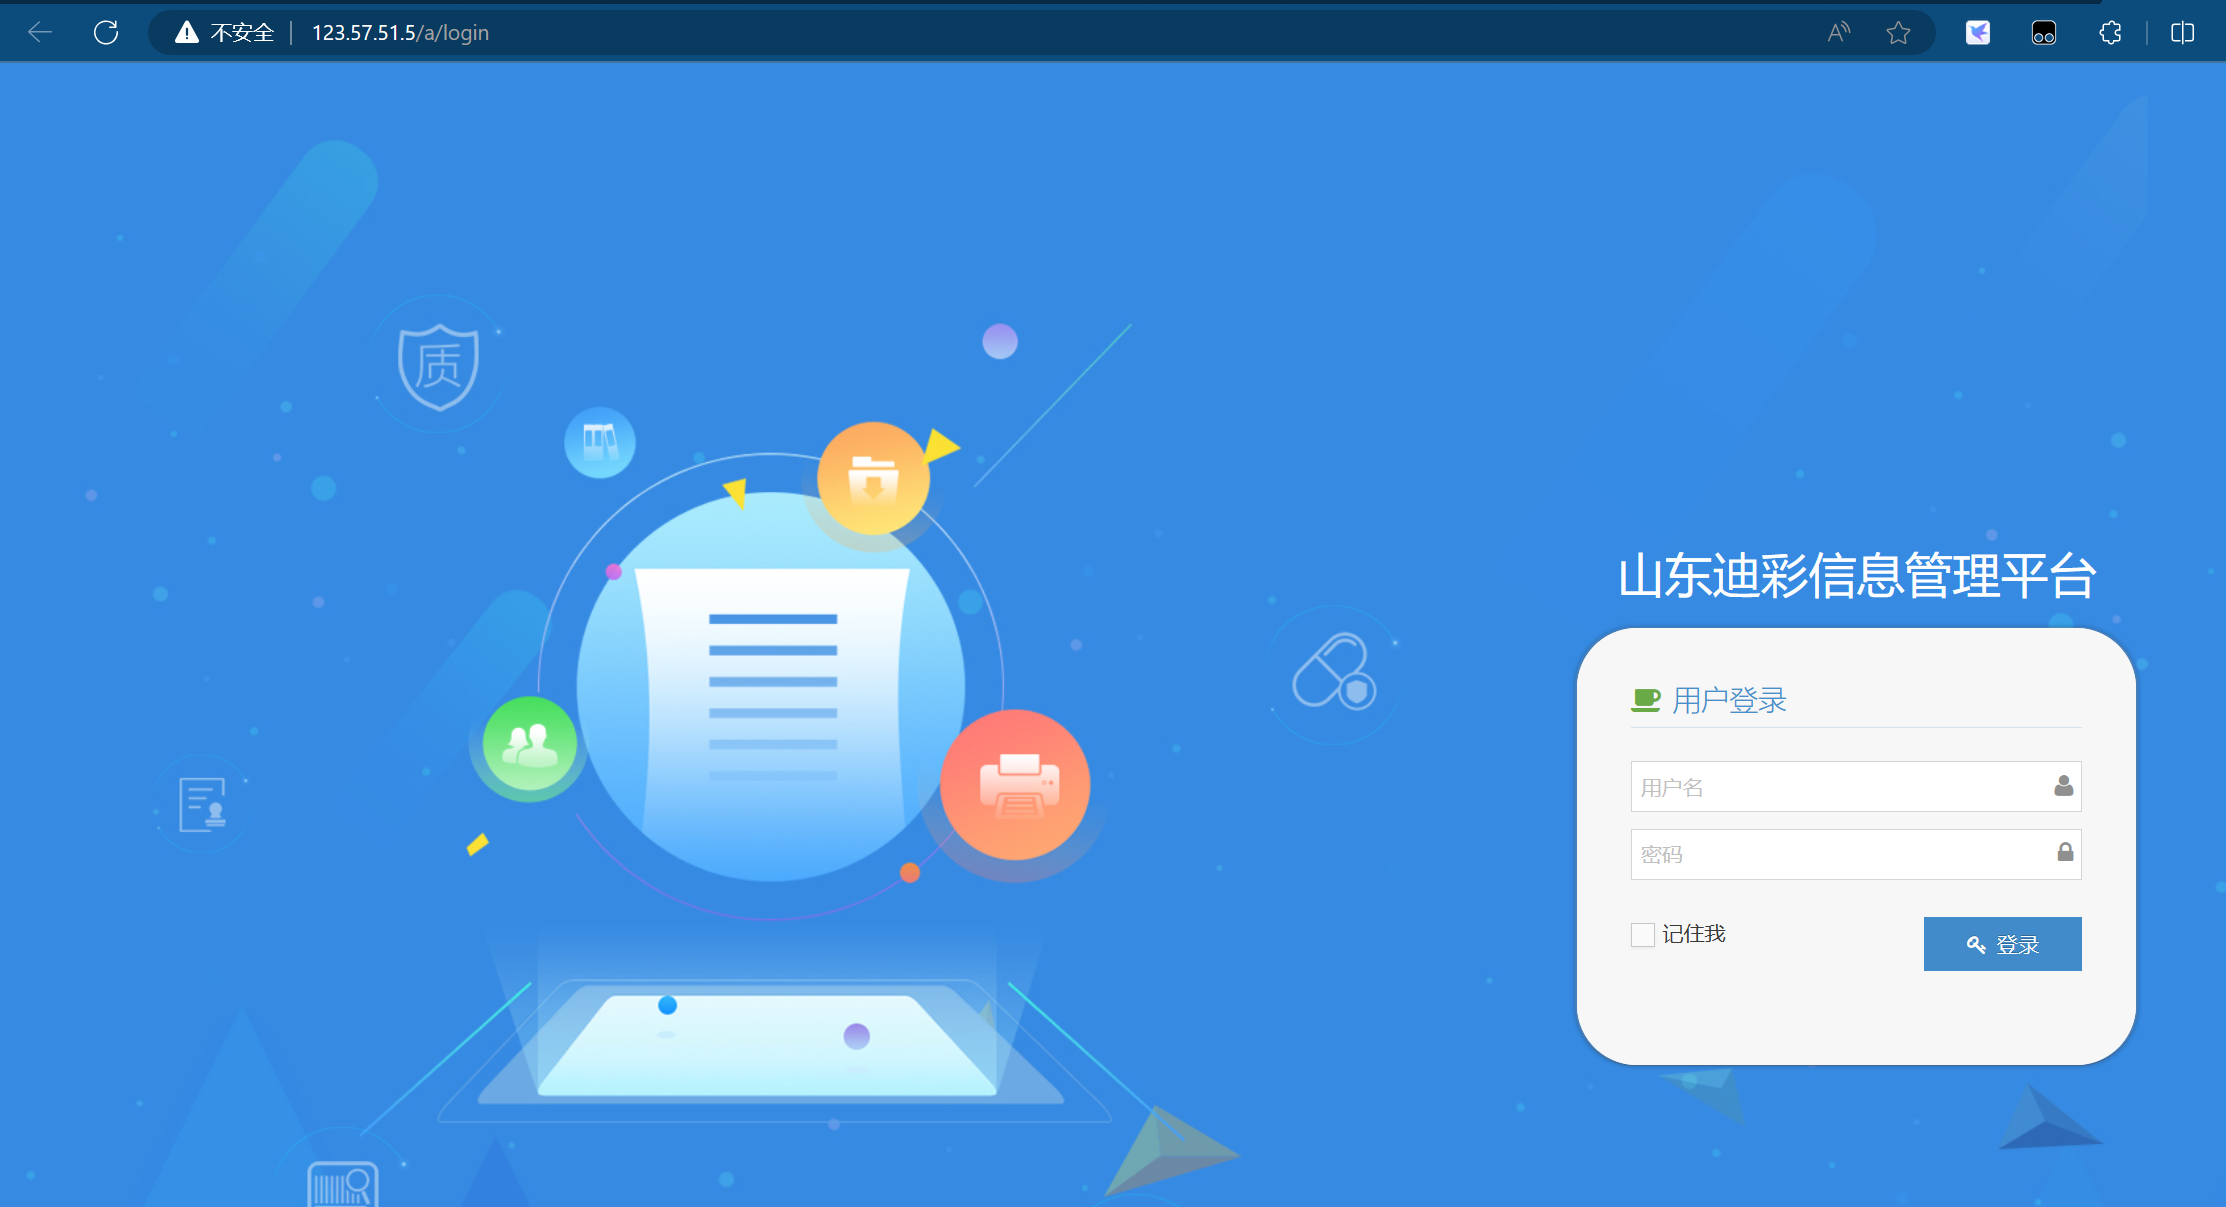 不安全 123.57.51.5/a/login
质
山东迪彩信息管理平台
用户登录
用户名
密码
记住我
登录